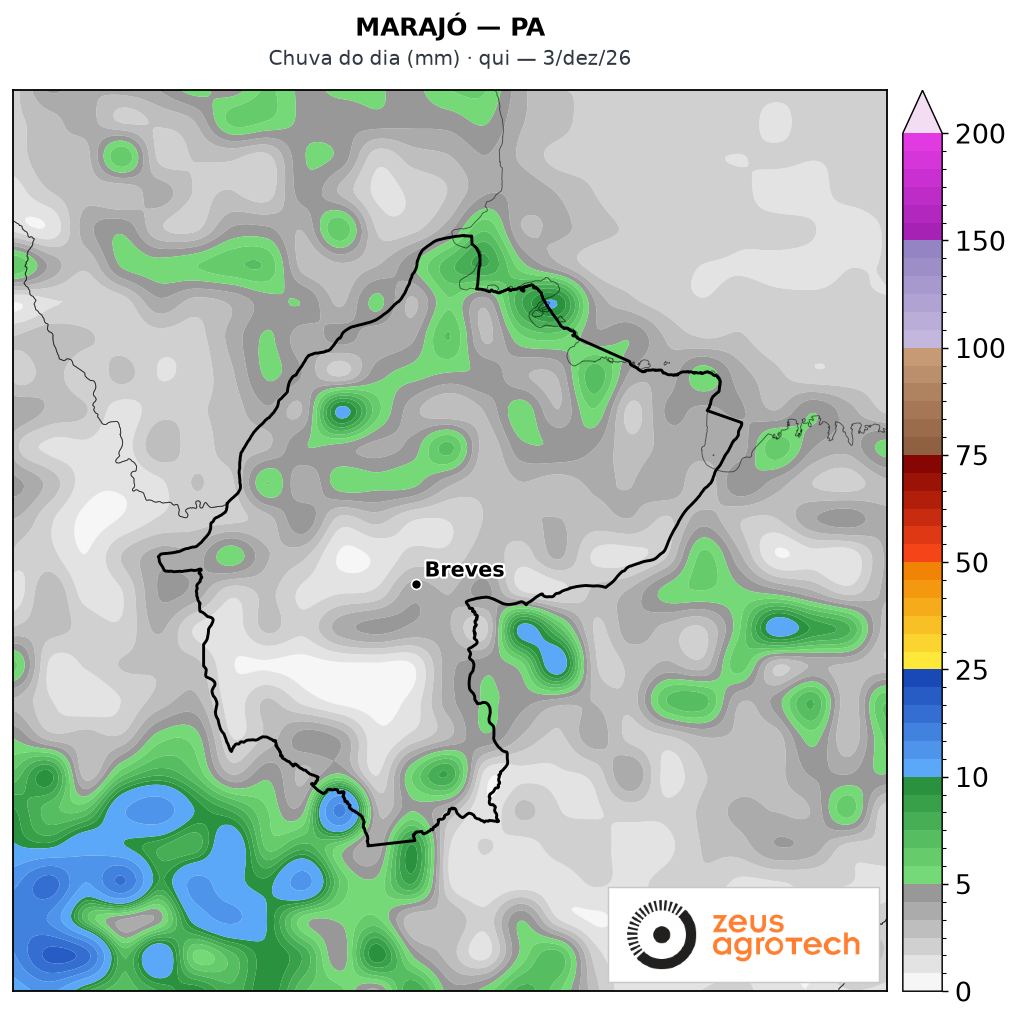 MARAJÓ — PA
Chuva do dia (mm) · qui — 3/dez/26
200
150
100
75
50
25
10
5
0
Breves
zeus
agrotech